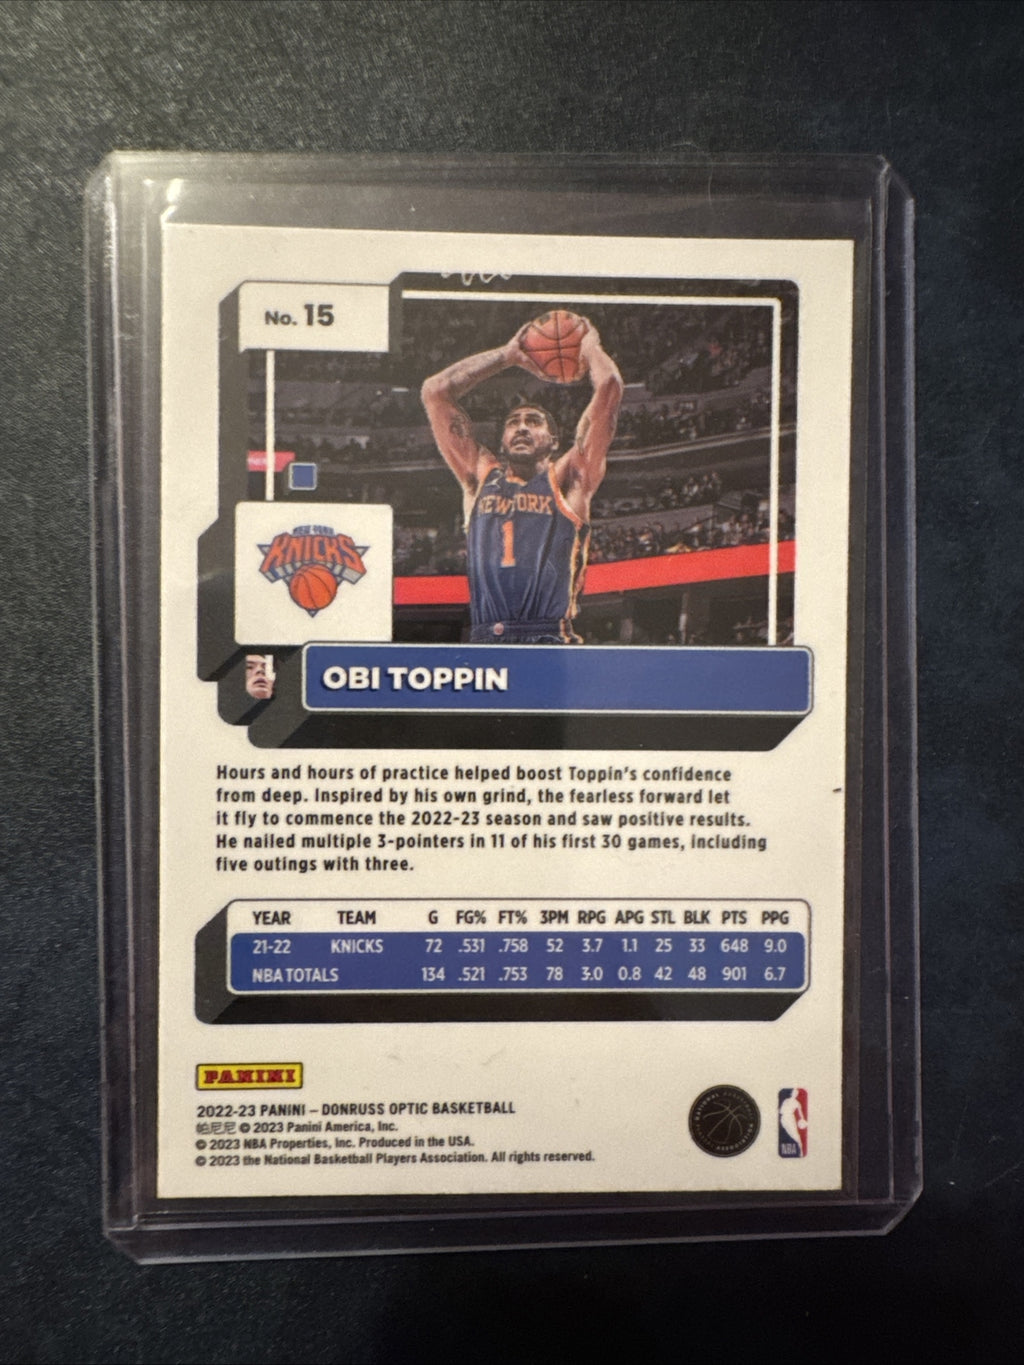 No. 15
NEW YORK
1
NEW YORK
KNICKS
OBI TOPPIN
Hours and hours of practice helped boost Toppin's confidence
from deep. Inspired by his own grind, the fearless forward let
it fly to commence the 2022-23 season and saw positive results.
He nailed multiple 3-pointers in 11 of his first 30 games, including
five outings with three.
YEAR TEAM G FG% FT% 3PM RPG APG STL BLK PTS PPG
21-22 KNICKS 72 .531 .758 52 3.7 1.1 25 33 648 9.0
NBA TOTALS 134 .521 .753 78 3.0 0.8 42 48 901 6.7
PANINI
2022-23 PANINI – DONRUSS OPTIC BASKETBALL
帕尼尼 © 2023 Panini America, Inc.
© 2023 NBA Properties, Inc. Produced in the USA.
© 2023 the National Basketball Players Association. All rights reserved.
NATIONAL BASKETBALL ASSOCIATION
NBA